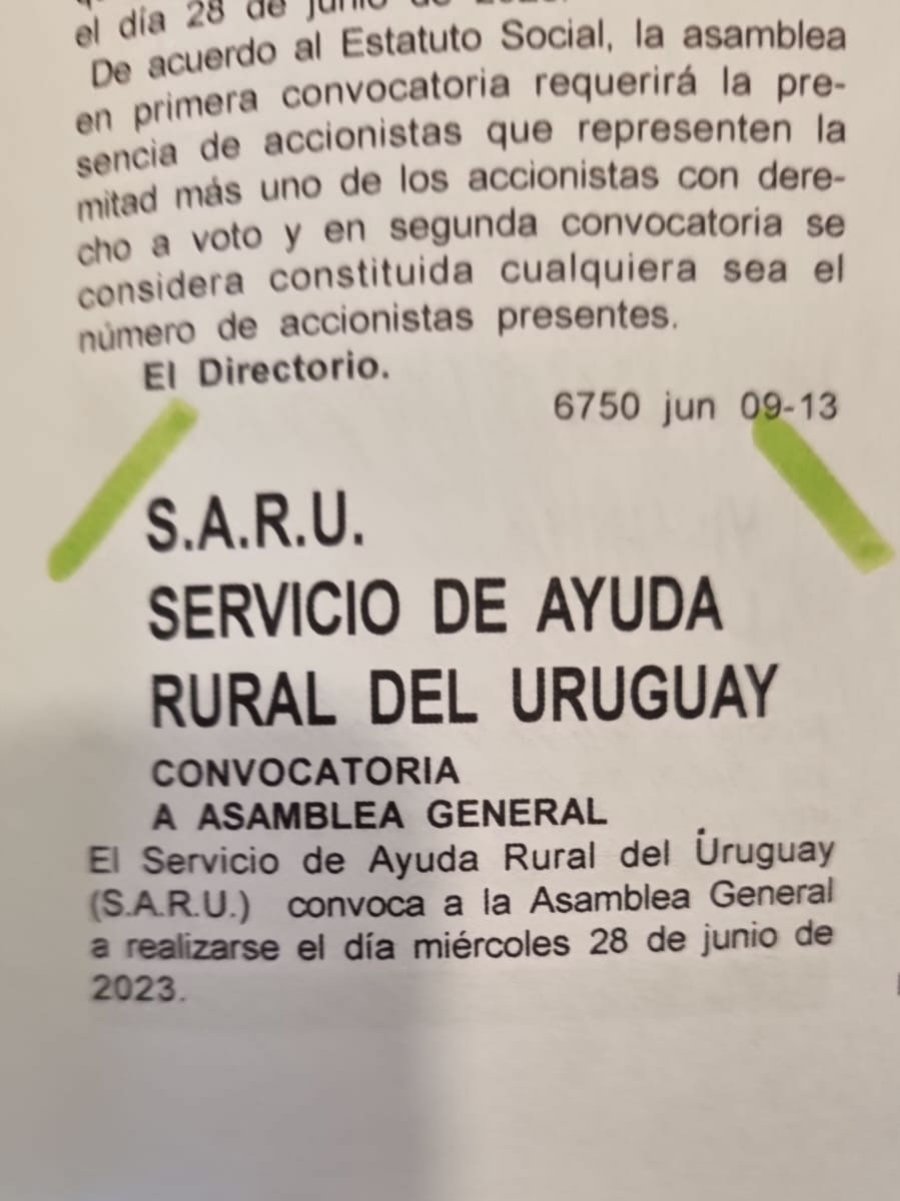 el día 28 de junio de
De acuerdo al Estatuto Social, la asamblea
en primera convocatoria requerirá la pre-
sencia de accionistas que representen la
mitad más uno de los accionistas con dere-
cho a voto y en segunda convocatoria se
considera constituida cualquiera sea el
número de accionistas presentes.
El Directorio.
6750 jun 09-13
S.A.R.U.
SERVICIO DE AYUDA
RURAL DEL URUGUAY
CONVOCATORIA
A ASAMBLEA GENERAL
El Servicio de Ayuda Rural del Uruguay
(S.A.R.U.) convoca a la Asamblea General
a realizarse el día miércoles 28 de junio de
2023.